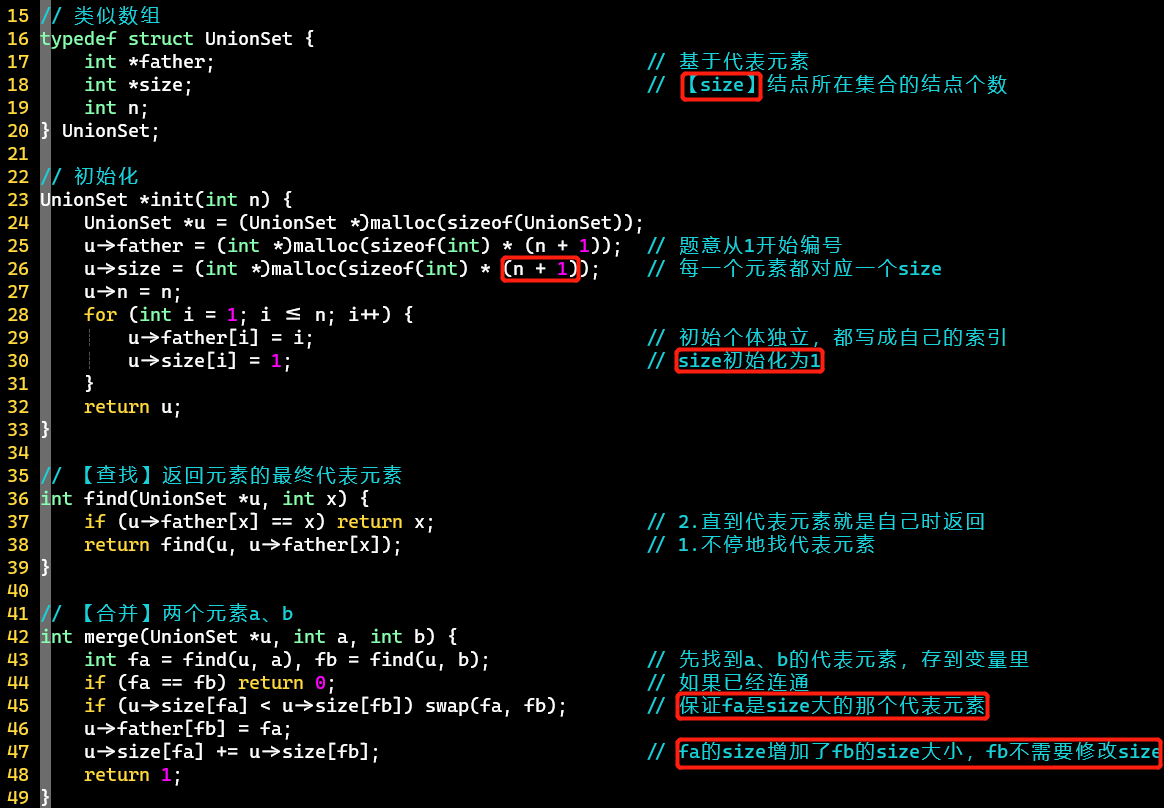 15 // 类似数组
16 typedef struct UnionSet {
17     int *father;                                       // 基于代表元素
18     int *size;                                         // 【size】结点所在集合的结点个数
19     int n;
20 } UnionSet;
21
22 // 初始化
23 UnionSet *init(int n) {
24     UnionSet *u = (UnionSet *)malloc(sizeof(UnionSet));
25     u->father = (int *)malloc(sizeof(int) * (n + 1));  // 题意从1开始编号
26     u->size = (int *)malloc(sizeof(int) * (n + 1));    // 每一个元素都对应一个size
27     u->n = n;
28     for (int i = 1; i <= n; i++) {
29         u->father[i] = i;                              // 初始个体独立，都写成自己的索引
30         u->size[i] = 1;                                // size初始化为1
31     }
32     return u;
33 }
34
35 // 【查找】返回元素的最终代表元素
36 int find(UnionSet *u, int x) {
37     if (u->father[x] == x) return x;                   // 2.直到代表元素就是自己时返回
38     return find(u, u->father[x]);                      // 1.不停地找代表元素
39 }
40
41 // 【合并】两个元素a、b
42 int merge(UnionSet *u, int a, int b) {
43     int fa = find(u, a), fb = find(u, b);              // 先找到a、b的代表元素，存到变量里
44     if (fa == fb) return 0;                            // 如果已经连通
45     if (u->size[fa] < u->size[fb]) swap(fa, fb);       // 保证fa是size大的那个代表元素
46     u->father[fb] = fa;
47     u->size[fa] += u->size[fb];                        // fa的size增加了fb的size大小，fb不需要修改size
48     return 1;
49 }